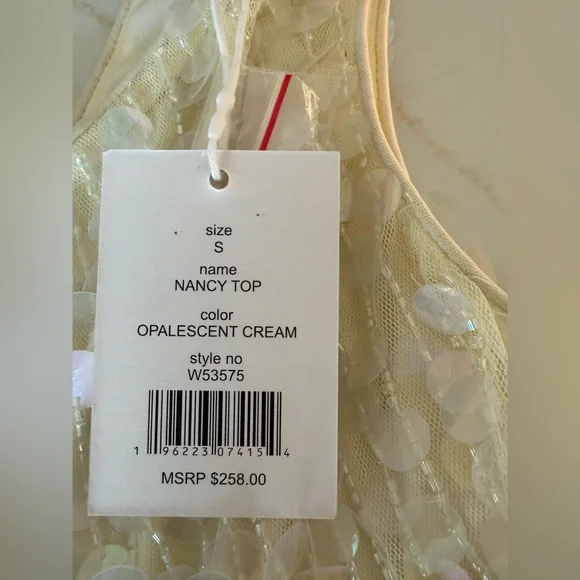 size
S
name
NANCY TOP
color
OPALESCENT CREAM
style no
W53575
1 96223 07415 4
MSRP $258.00